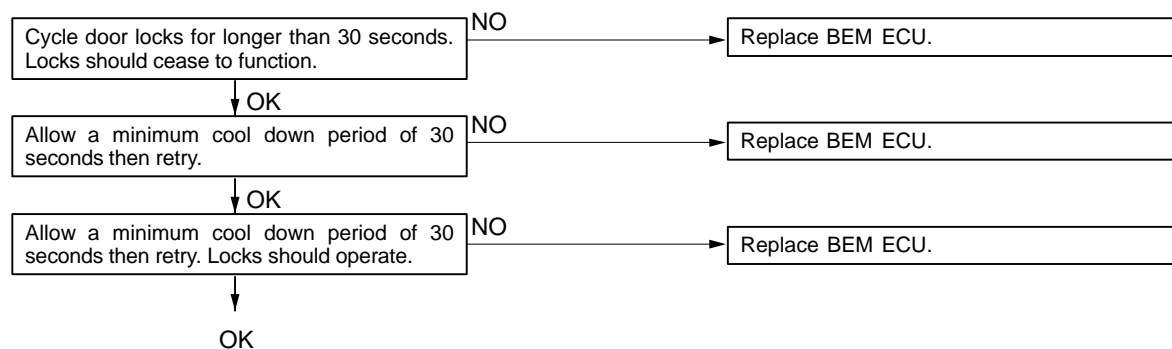 Cycle door locks for longer than 30 seconds.
Locks should cease to function.
NO
Replace BEM ECU.
OK
Allow a minimum cool down period of 30
seconds then retry.
NO
Replace BEM ECU.
OK
Allow a minimum cool down period of 30
seconds then retry. Locks should operate.
NO
Replace BEM ECU.
OK